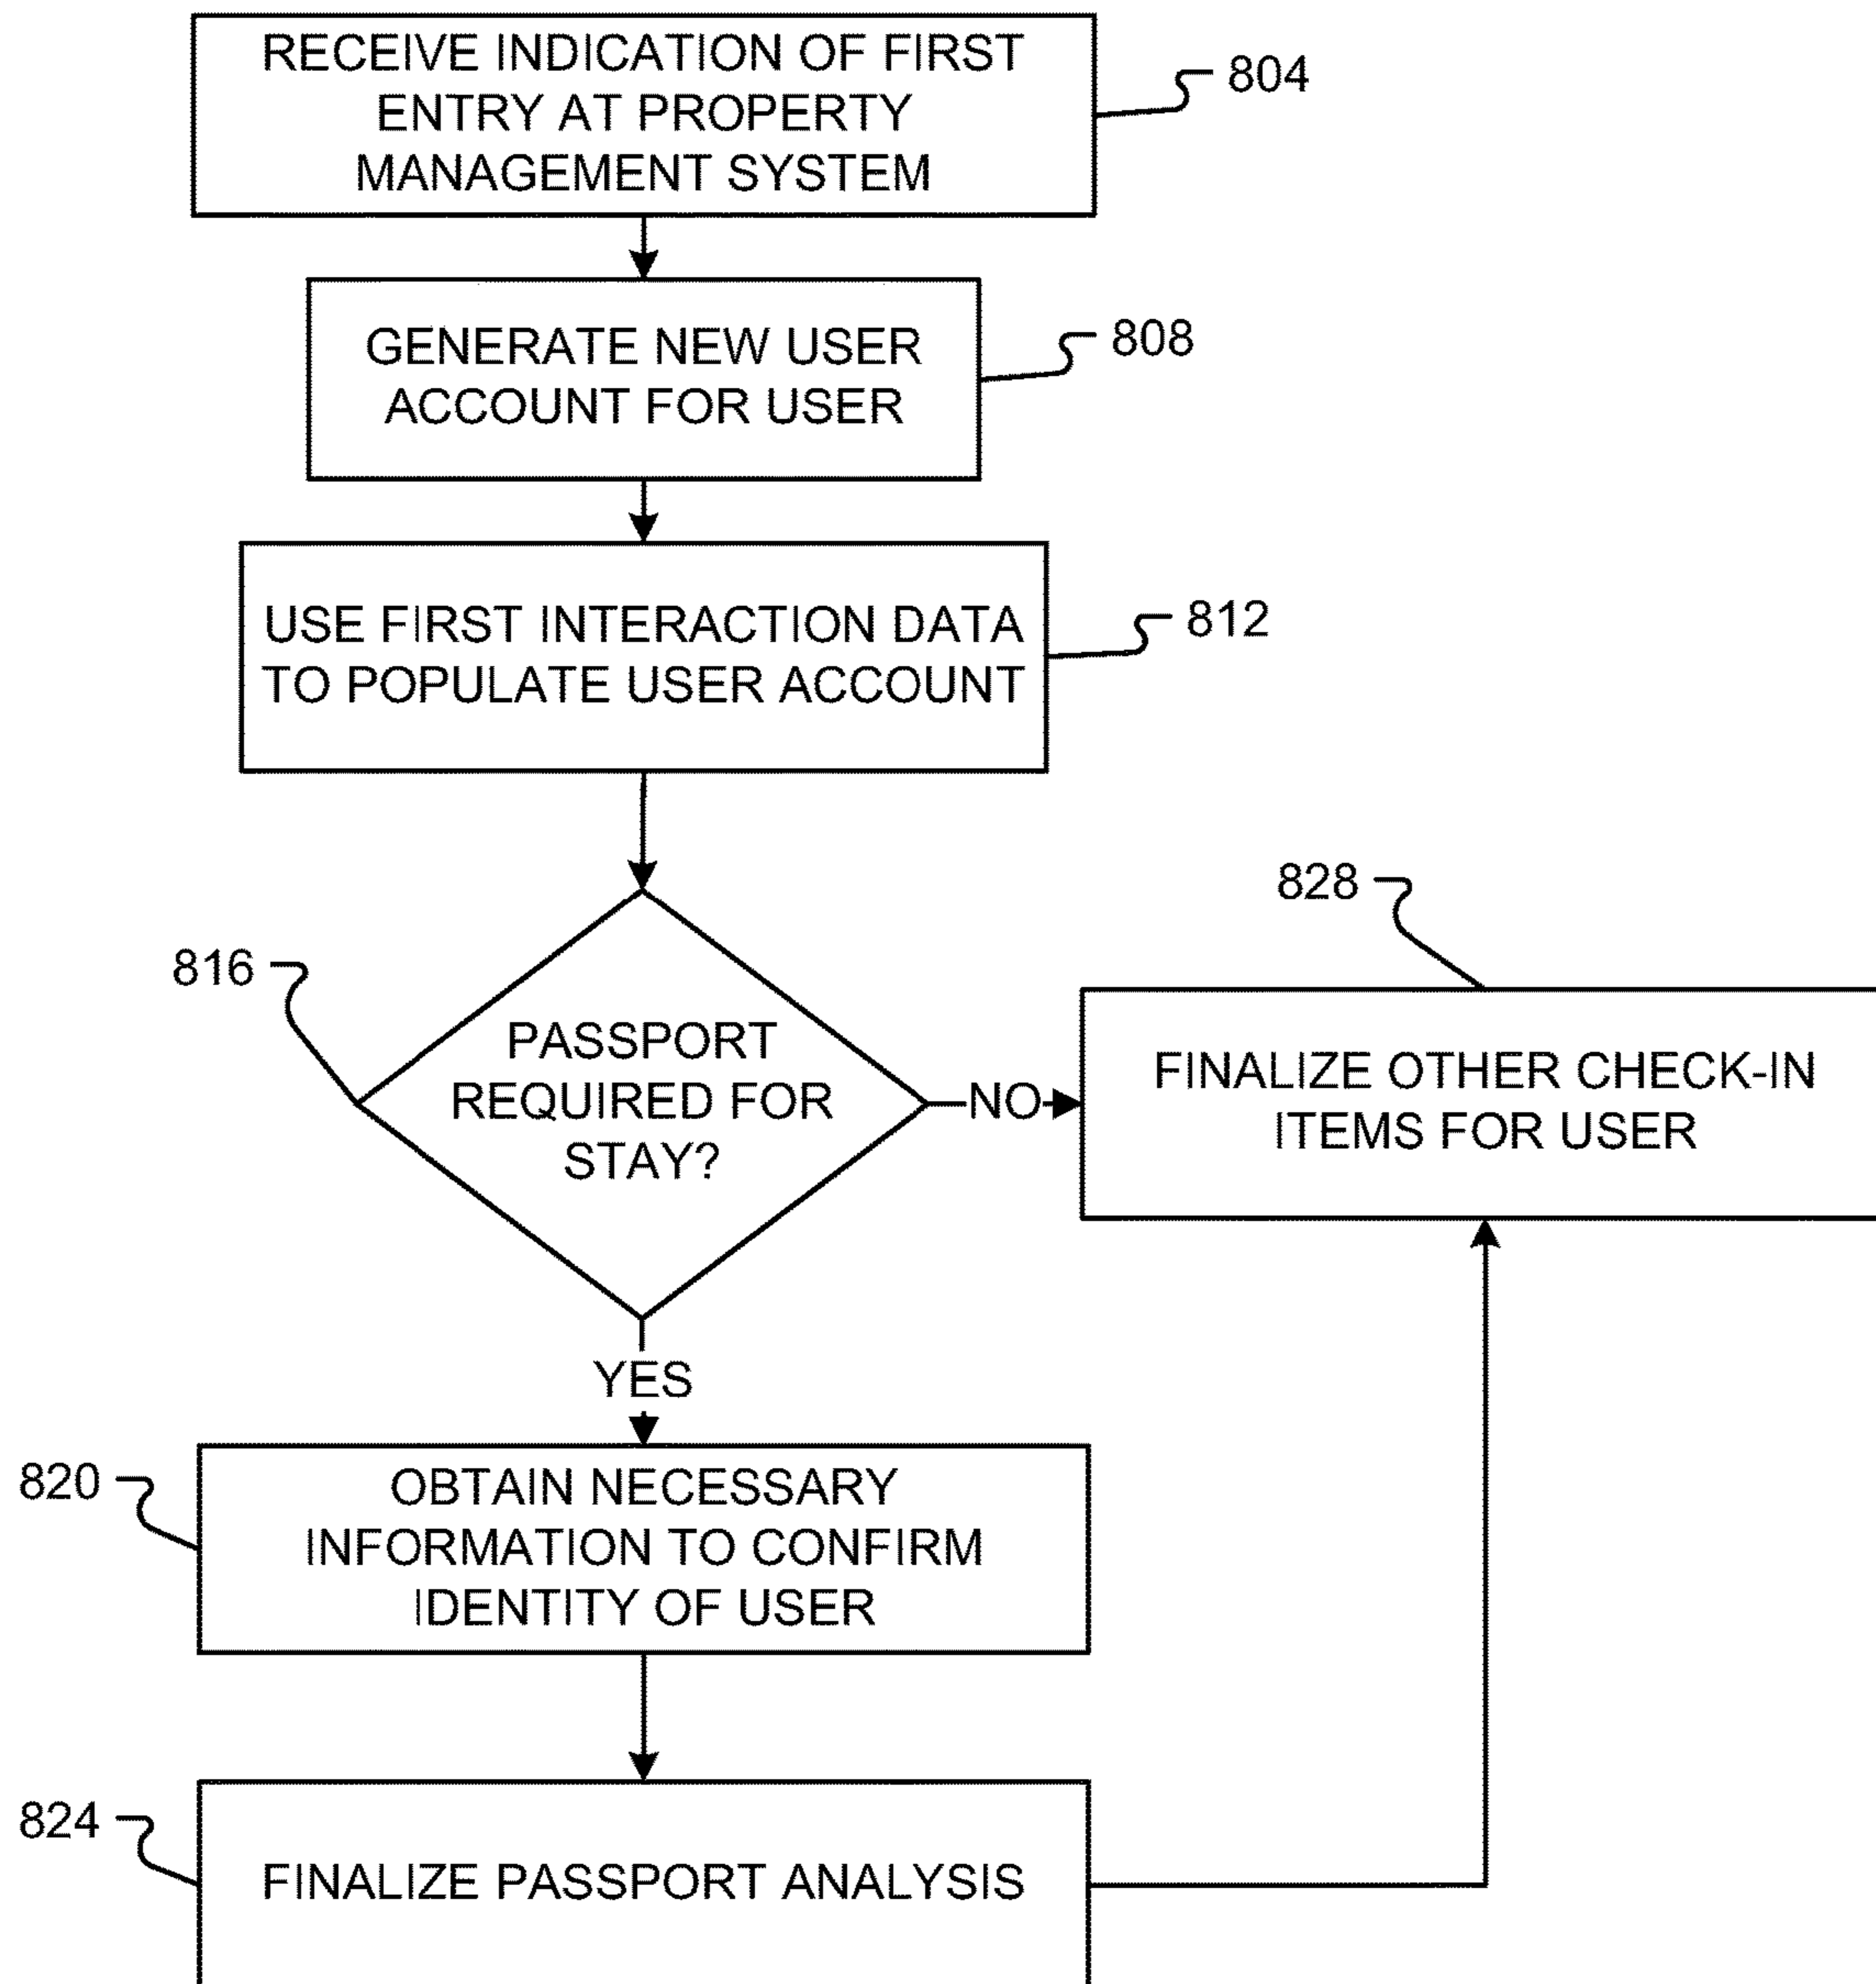 RECEIVE INDICATION OF FIRST
ENTRY AT PROPERTY
MANAGEMENT SYSTEM
804
GENERATE NEW USER
ACCOUNT FOR USER
808
USE FIRST INTERACTION DATA
TO POPULATE USER ACCOUNT
812
816
PASSPORT
REQUIRED FOR
STAY?
NO
828
FINALIZE OTHER CHECK-IN
ITEMS FOR USER
YES
820
OBTAIN NECESSARY
INFORMATION TO CONFIRM
IDENTITY OF USER
824
FINALIZE PASSPORT ANALYSIS